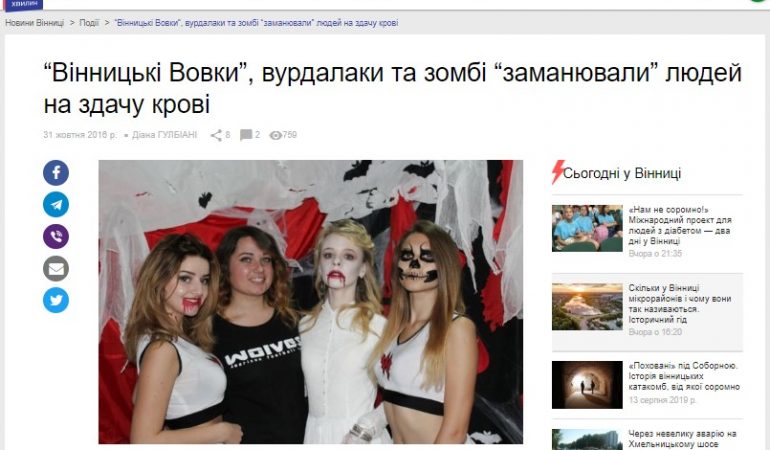 ХВИЛИН
Новини Вінниці > Події > "Вінницькі Вовки", вурдалаки та зомбі "заманювали" людей на здачу крові
“Вінницькі Вовки”, вурдалаки та зомбі “заманювали” людей
на здачу крові
31 жовтня 2016 р. • Діана ГУЛБІАНІ 8 2 759
WOLVES
American Football
Сьогодні у Вінниці
«Нам не соромно!»
Міжнародний проект для
людей з діабетом — два
дні у Вінниці
Вчора о 21:35
Скільки у Вінниці
мікрорайонів і чому вони
так називаються.
Історичний гід
Вчора о 16:20
«Поховані» під Соборною.
Історія вінницьких
катакомб, від якої соромно
13 серпня 2019 р.
Через невелику аварію на
Хмельницькому шосе